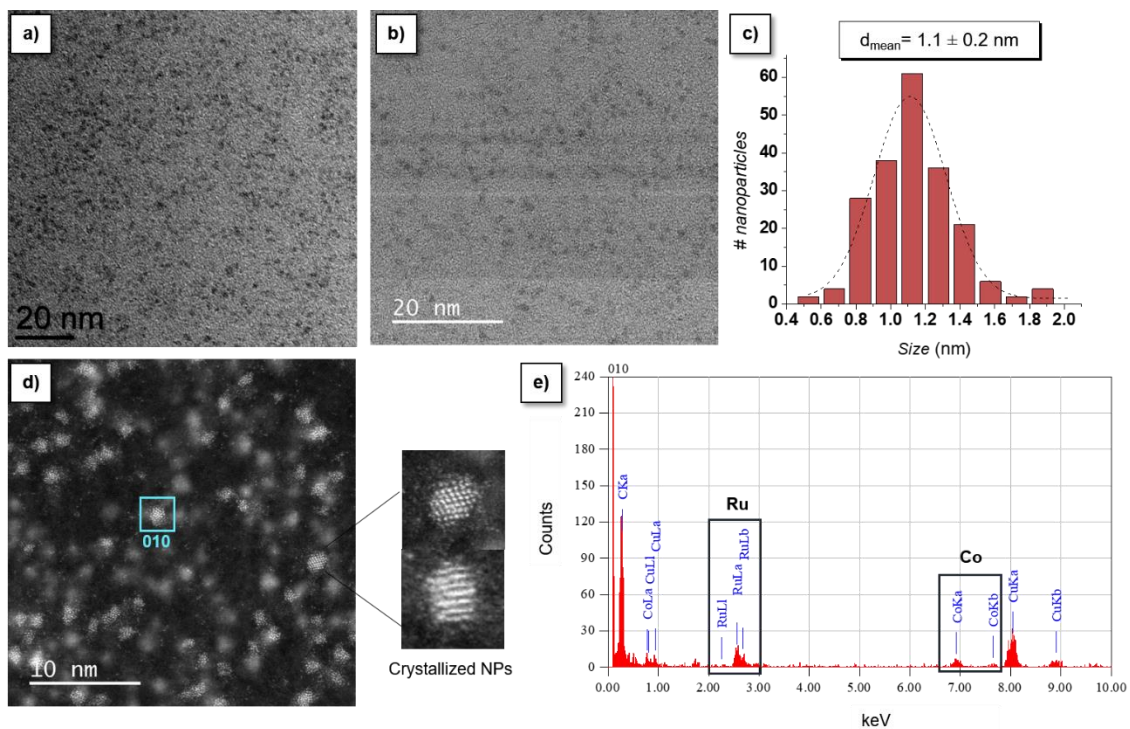 a)
20 nm
b)
20 nm
c)
dmean= 1.1 ± 0.2 nm
# nanoparticles
60
50
40
30
20
10
0
0.4 0.6 0.8 1.0 1.2 1.4 1.6 1.8 2.0
Size (nm)
d)
010
10 nm
Crystallized NPs
e)
010
Counts
240
210
180
150
120
90
60
30
0
CKa
CoLa
CuLl
CuLa
Ru
RuLl
RuLa
RuLb
Co
CoKa
CoKb
CuKa
CuKb
0.00 1.00 2.00 3.00 4.00 5.00 6.00 7.00 8.00 9.00 10.00
keV